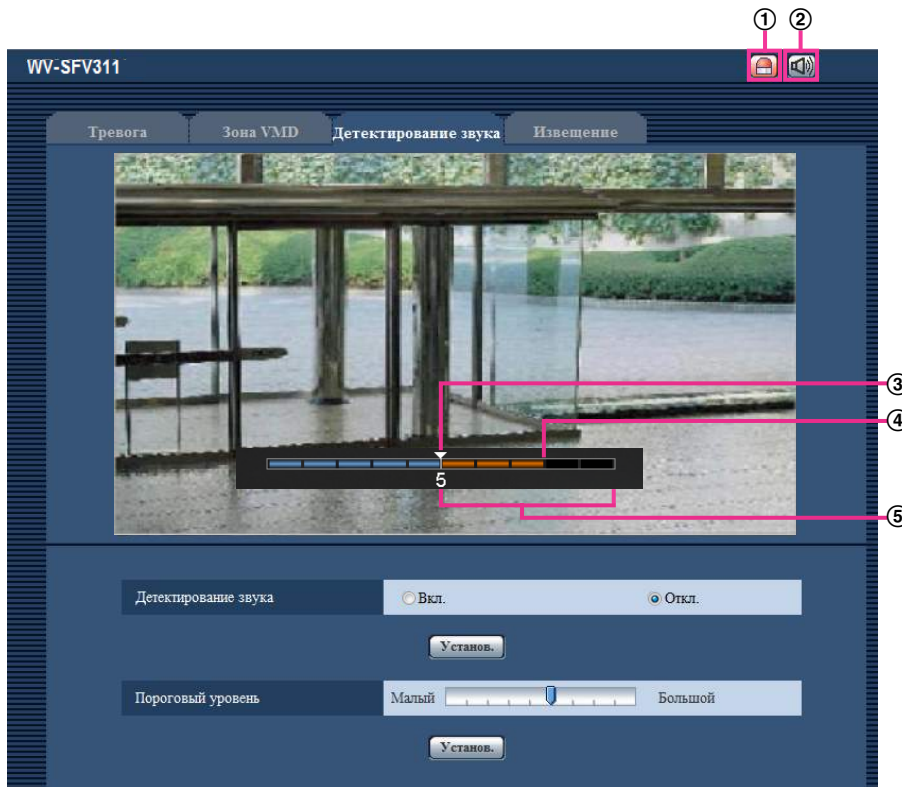 ① ②
WV-SFV311
Тревога Зона VMD Детектирование звука Извещение
③
④
5
⑤
Детектирование звука Вкл. Откл.
Установ.
Пороговый уровень Малый Большой
Установ.